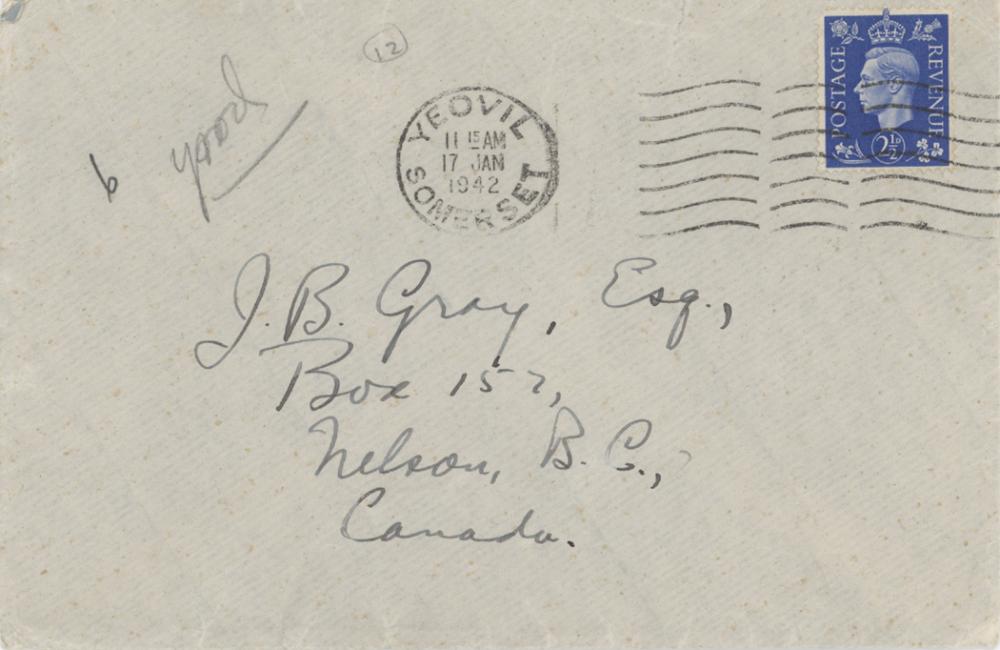 12
6
YEOVIL
11 15 AM
17 JAN
1942
SOMERSET
POSTAGE
REVENUE
2½D
J. B. Gray, Esq.,
Box 157,
Nelson, B. C.,
Canada.